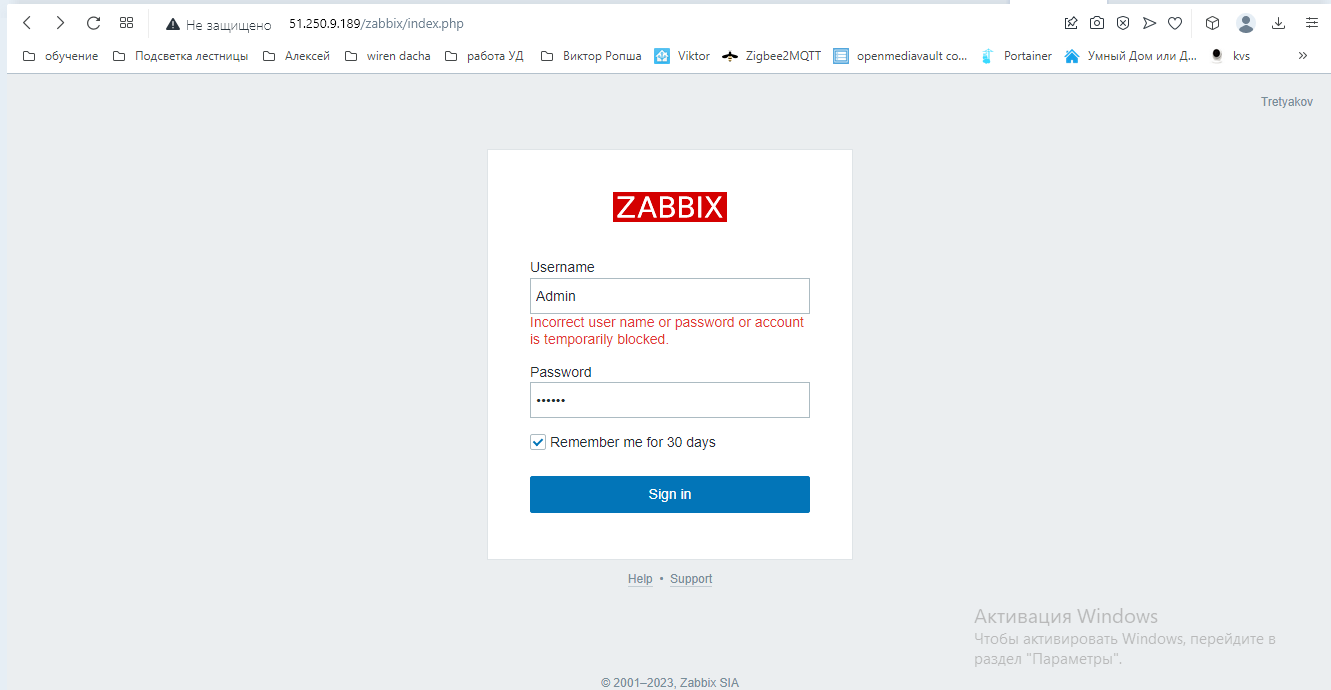 Не защищено 51.250.9.189/zabbix/index.php
обучение Подсветка лестницы Алексей wiren dacha работа УД Виктор Ропша Viktor Zigbee2MQTT openmediavault co... Portainer Умный Дом или Д... kvs »
Tretyakov
ZABBIX
Username
Admin
Incorrect user name or password or account
is temporarily blocked.
Password
••••••
Remember me for 30 days
Sign in
Help • Support
Активация Windows
Чтобы активировать Windows, перейдите в
раздел "Параметры".
© 2001–2023, Zabbix SIA